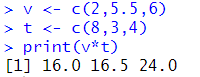 > v <- c(2,5.5,6)
> t <- c(8,3,4)
> print(v*t)
[1] 16.0 16.5 24.0